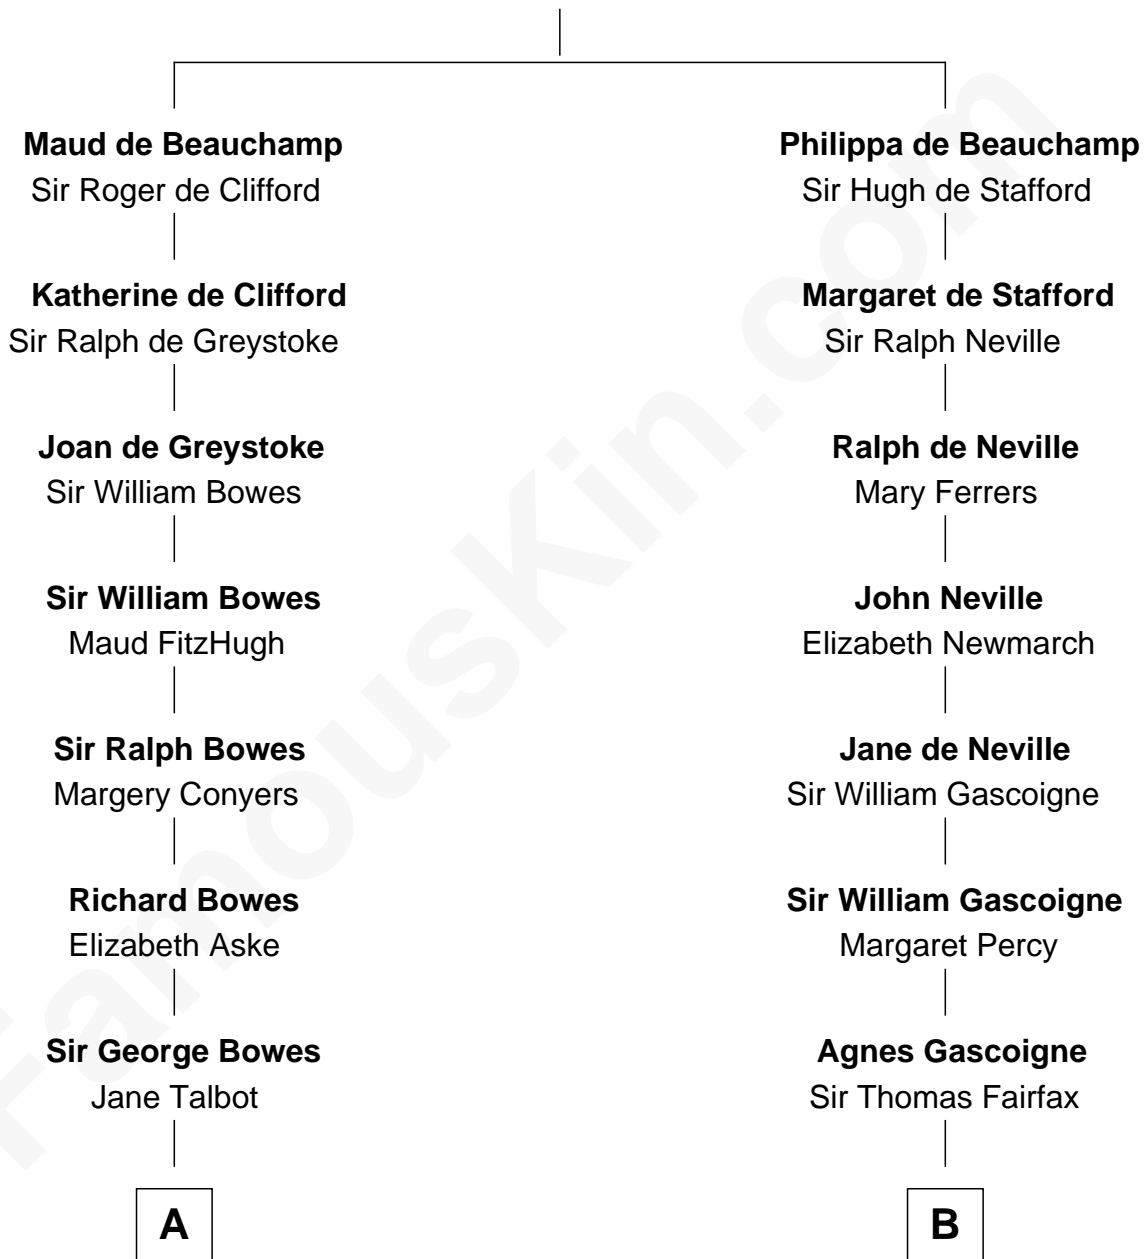 Maud de Beauchamp
Sir Roger de Clifford
Katherine de Clifford
Sir Ralph de Greystoke
Joan de Greystoke
Sir William Bowes
Sir William Bowes
Maud FitzHugh
Sir Ralph Bowes
Margery Conyers
Richard Bowes
Elizabeth Aske
Sir George Bowes
Jane Talbot
A
Philippa de Beauchamp
Sir Hugh de Stafford
Margaret de Stafford
Sir Ralph Neville
Ralph de Neville
Mary Ferrers
John Neville
Elizabeth Newmarch
Jane de Neville
Sir William Gascoigne
Sir William Gascoigne
Margaret Percy
Agnes Gascoigne
Sir Thomas Fairfax
B
FamousKin.com